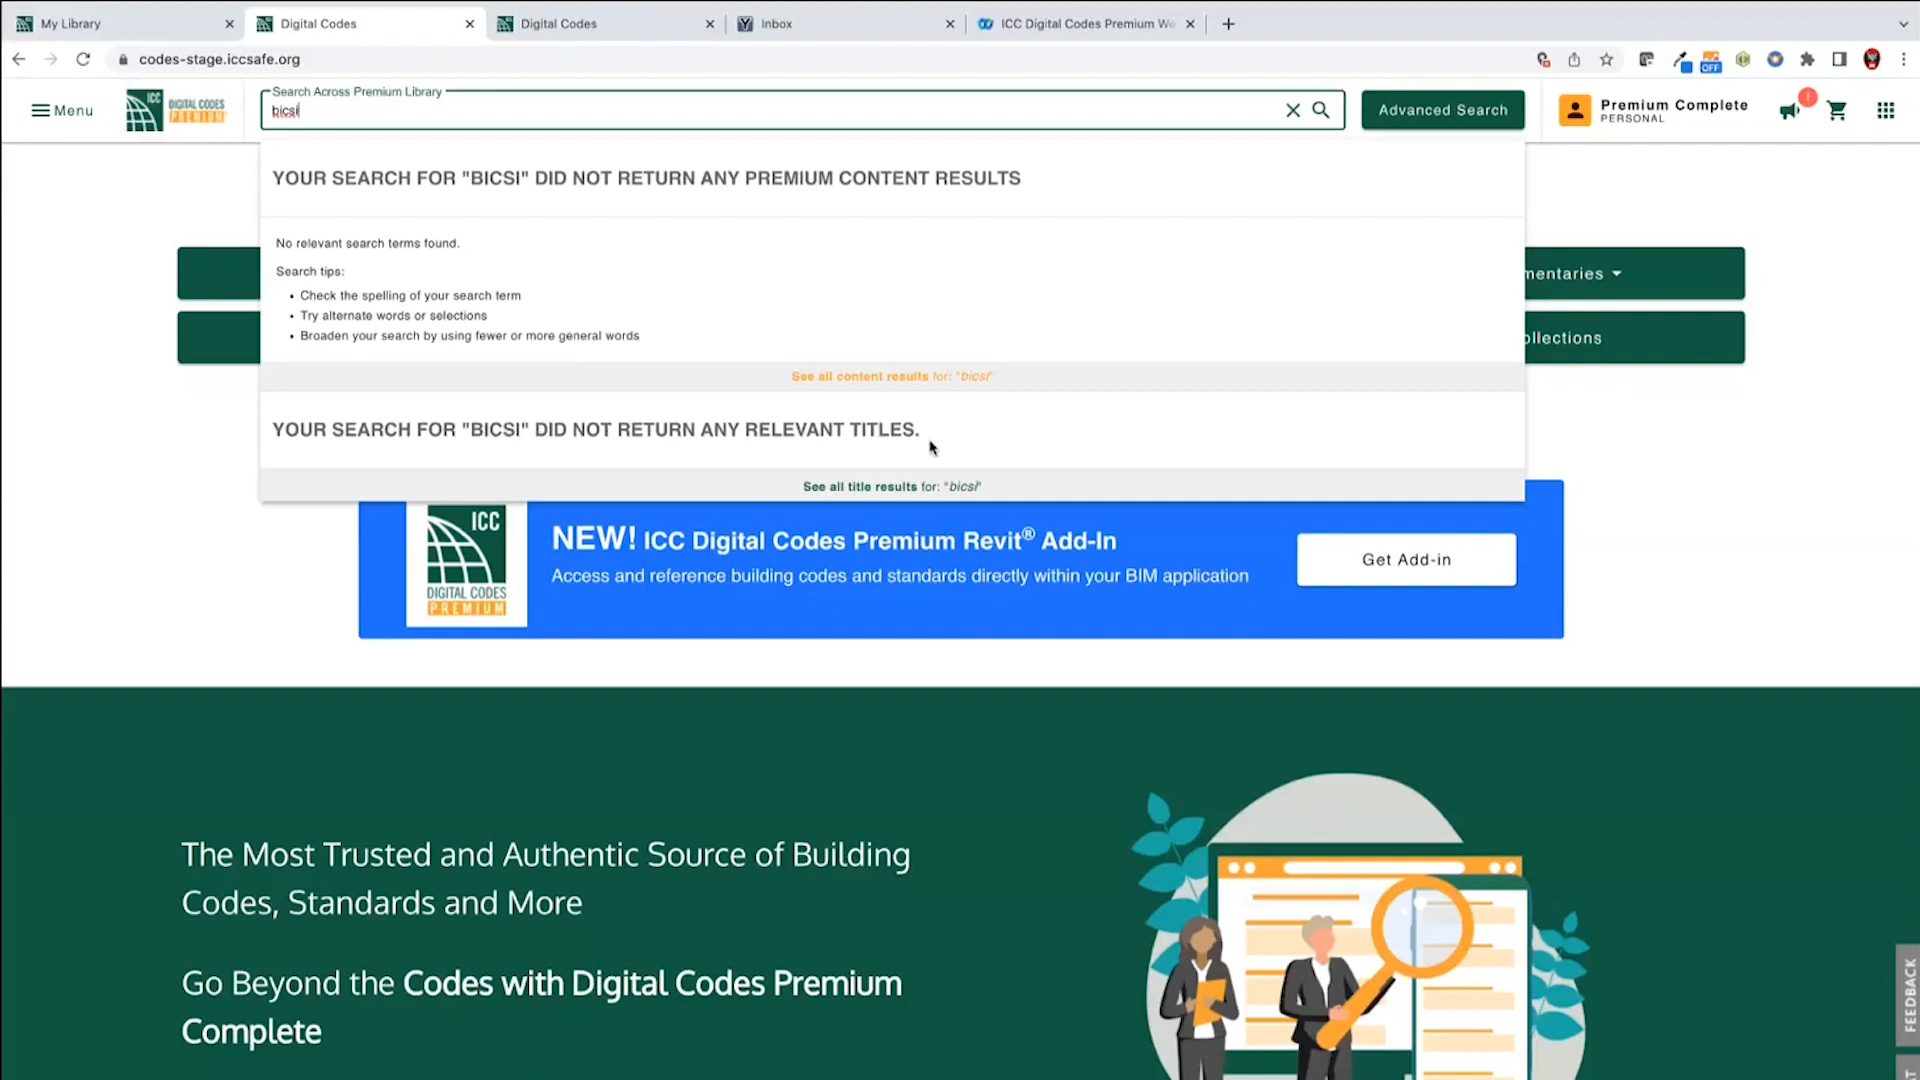 My Library
Digital Codes
Digital Codes
Inbox
ICC Digital Codes Premium We
codes-stage.iccsafe.org
OFF
Menu
ICC
DIGITAL CODES
PREMIUM
Search Across Premium Library
bicsi
Advanced Search
Premium Complete
PERSONAL
YOUR SEARCH FOR "BICSI" DID NOT RETURN ANY PREMIUM CONTENT RESULTS
No relevant search terms found.
Search tips:
• Check the spelling of your search term
• Try alternate words or selections
• Broaden your search by using fewer or more general words
See all content results for: "bicsi"
YOUR SEARCH FOR "BICSI" DID NOT RETURN ANY RELEVANT TITLES.
See all title results for: "bicsi"
mentaries
ollections
ICC
DIGITAL CODES
PREMIUM
NEW! ICC Digital Codes Premium Revit® Add-In
Access and reference building codes and standards directly within your BIM application
Get Add-in
The Most Trusted and Authentic Source of Building
Codes, Standards and More
Go Beyond the Codes with Digital Codes Premium
Complete
FEEDBACK